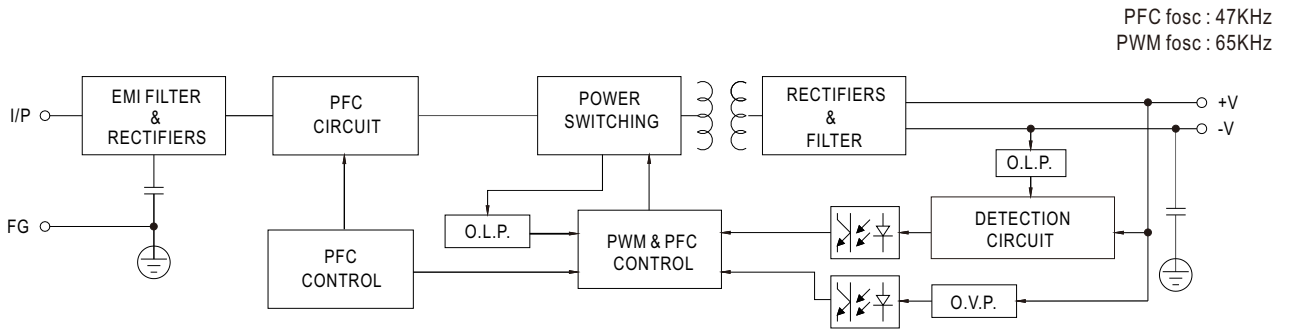 PFC fosc : 47KHz
PWM fosc : 65KHz
I/P
EMI FILTER
&
RECTIFIERS
PFC
CIRCUIT
POWER
SWITCHING
RECTIFIERS
&
FILTER
+V
-V
O.L.P.
FG
O.L.P.
PWM & PFC
CONTROL
DETECTION
CIRCUIT
PFC
CONTROL
O.V.P.